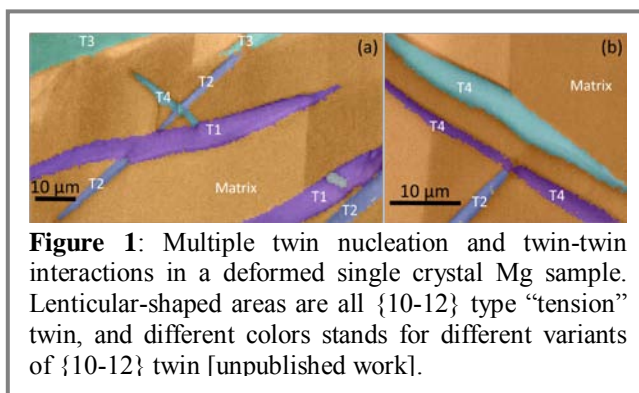 T3
(a)
T3
T2
T4
T1
T2
10 μm
Matrix
T1
T2
(b)
T4
Matrix
T4
10 μm
T2
T4
Figure 1: Multiple twin nucleation and twin-twin
interactions in a deformed single crystal Mg sample.
Lenticular-shaped areas are all {10-12} type “tension”
twin, and different colors stands for different variants
of {10-12} twin [unpublished work].